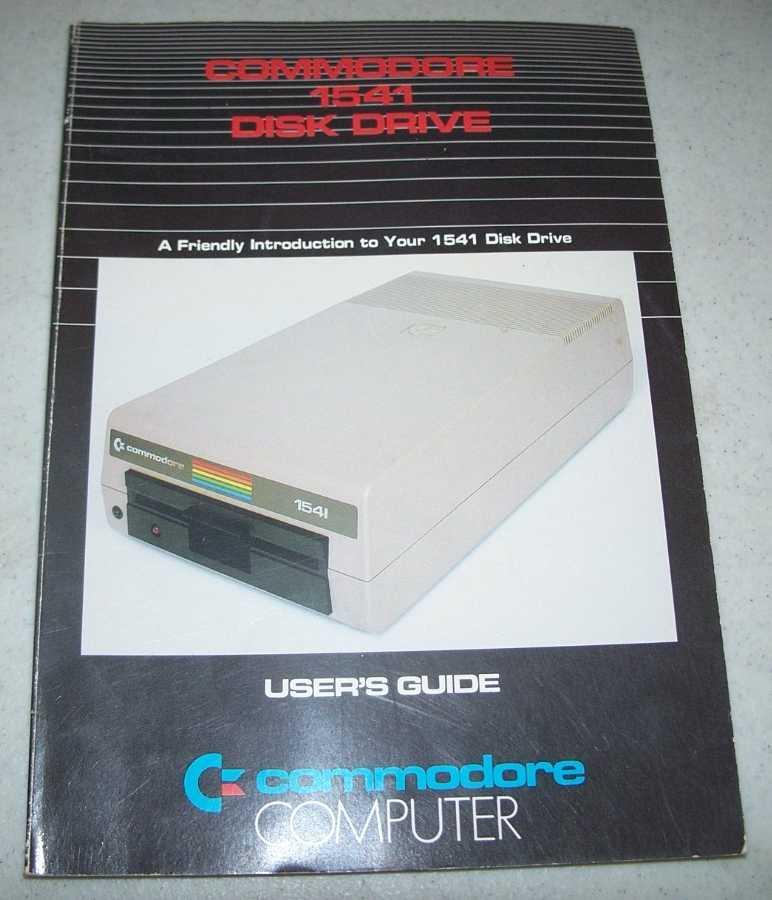 COMMODORE
1541
DISK DRIVE
A Friendly Introduction to Your 1541 Disk Drive
commodore
1541
USER'S GUIDE
commodore
COMPUTER